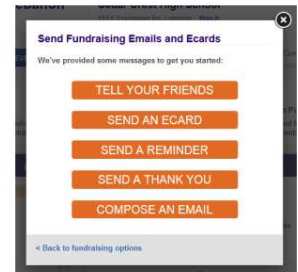 Send Fundraising Emails and Ecards
We've provided some messages to get you started:
TELL YOUR FRIENDS
SEND AN ECARD
SEND A REMINDER
SEND A THANK YOU
COMPOSE AN EMAIL
< Back to fundraising options